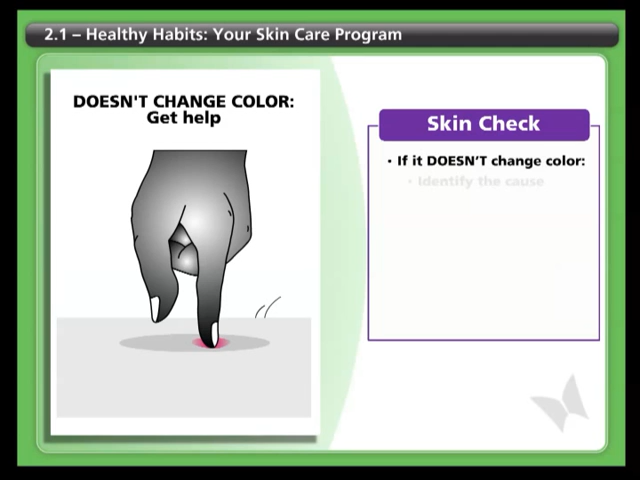 2.1 – Healthy Habits: Your Skin Care Program
DOESN'T CHANGE COLOR:
Get help
Skin Check
• If it DOESN'T change color:
• Identify the cause